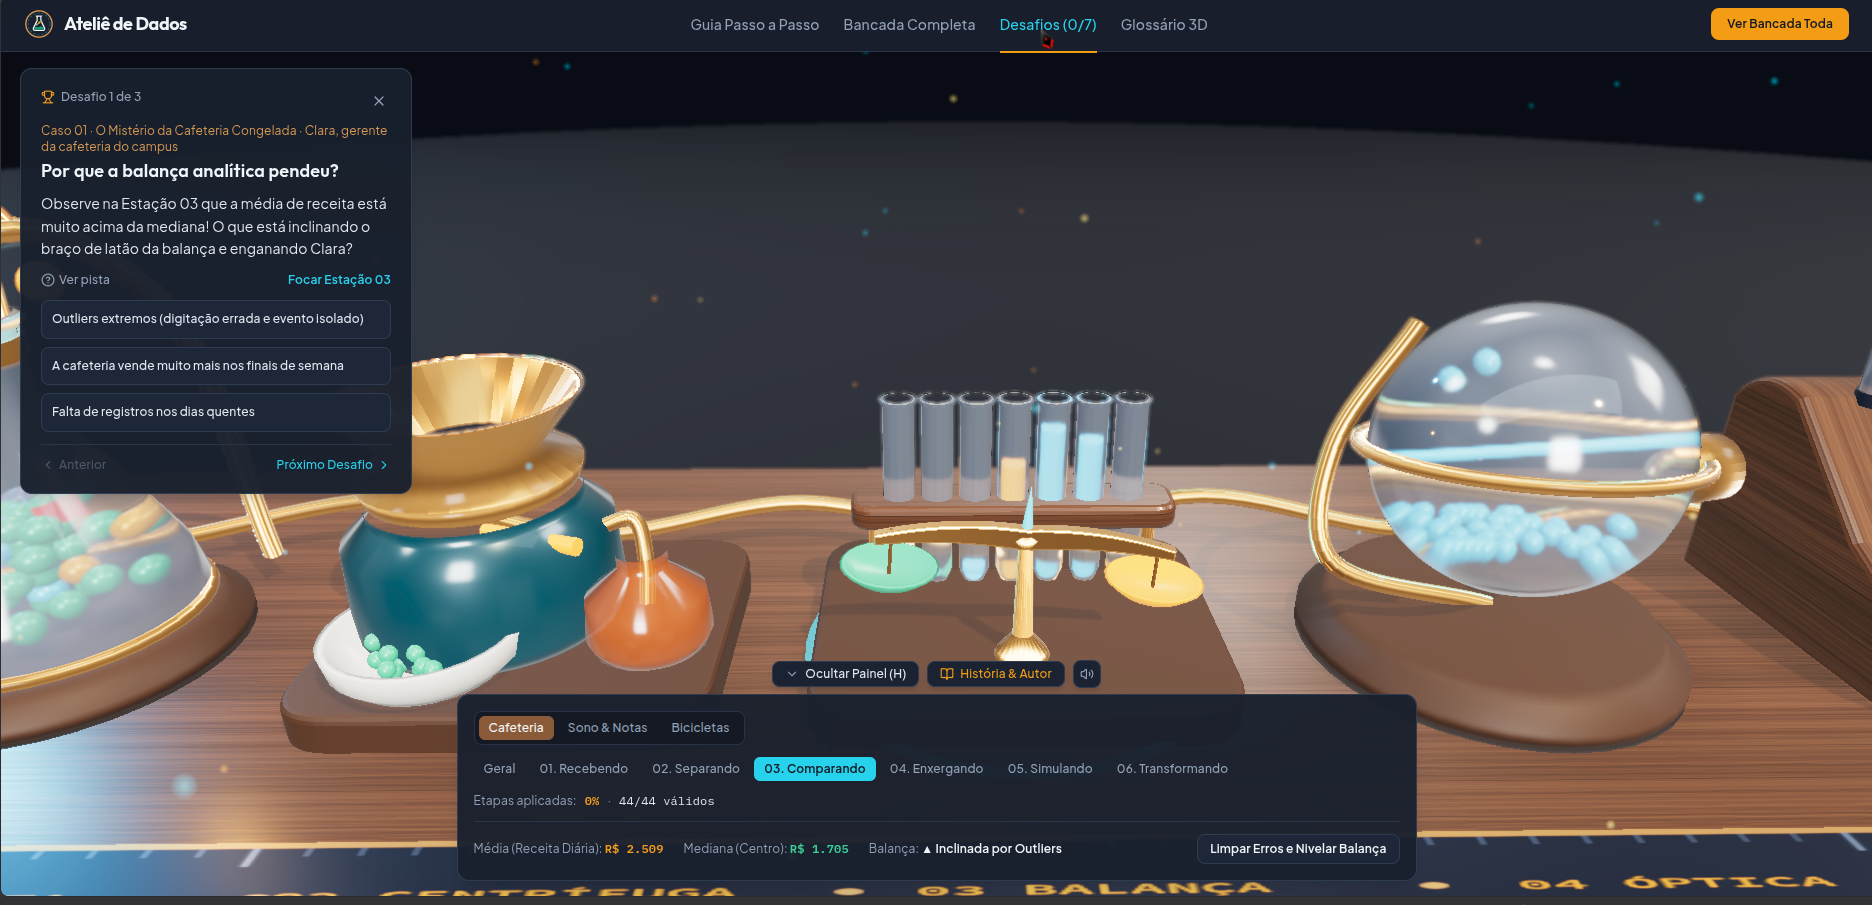 Ateliê de Dados
Guia Passo a Passo
Bancada Completa
Desafios (0/7)
Glossário 3D
Ver Bancada Toda
Desafio 1 de 3
Caso 01 · O Mistério da Cafeteria Congelada · Clara, gerente
da cafeteria do campus
Por que a balança analítica pendeu?
Observe na Estação 03 que a média de receita está
muito acima da mediana! O que está inclinando o
braço de latão da balança e enganando Clara?
Ver pista
Focar Estação 03
Outliers extremos (digitação errada e evento isolado)
A cafeteria vende muito mais nos finais de semana
Falta de registros nos dias quentes
Anterior
Próximo Desafio
Ocultar Painel (H)
História & Autor
Cafeteria
Sono & Notas
Bicicletas
Geral
01. Recebendo
02. Separando
03. Comparando
04. Enxergando
05. Simulando
06. Transformando
Etapas aplicadas: 0% · 44/44 válidos
Média (Receita Diária): R$ 2.509
Mediana (Centro): R$ 1.705
Balança: ▲ Inclinada por Outliers
Limpar Erros e Nivelar Balança
CENTRÍFUGA
03 BALANÇA
04 ÓPTICA